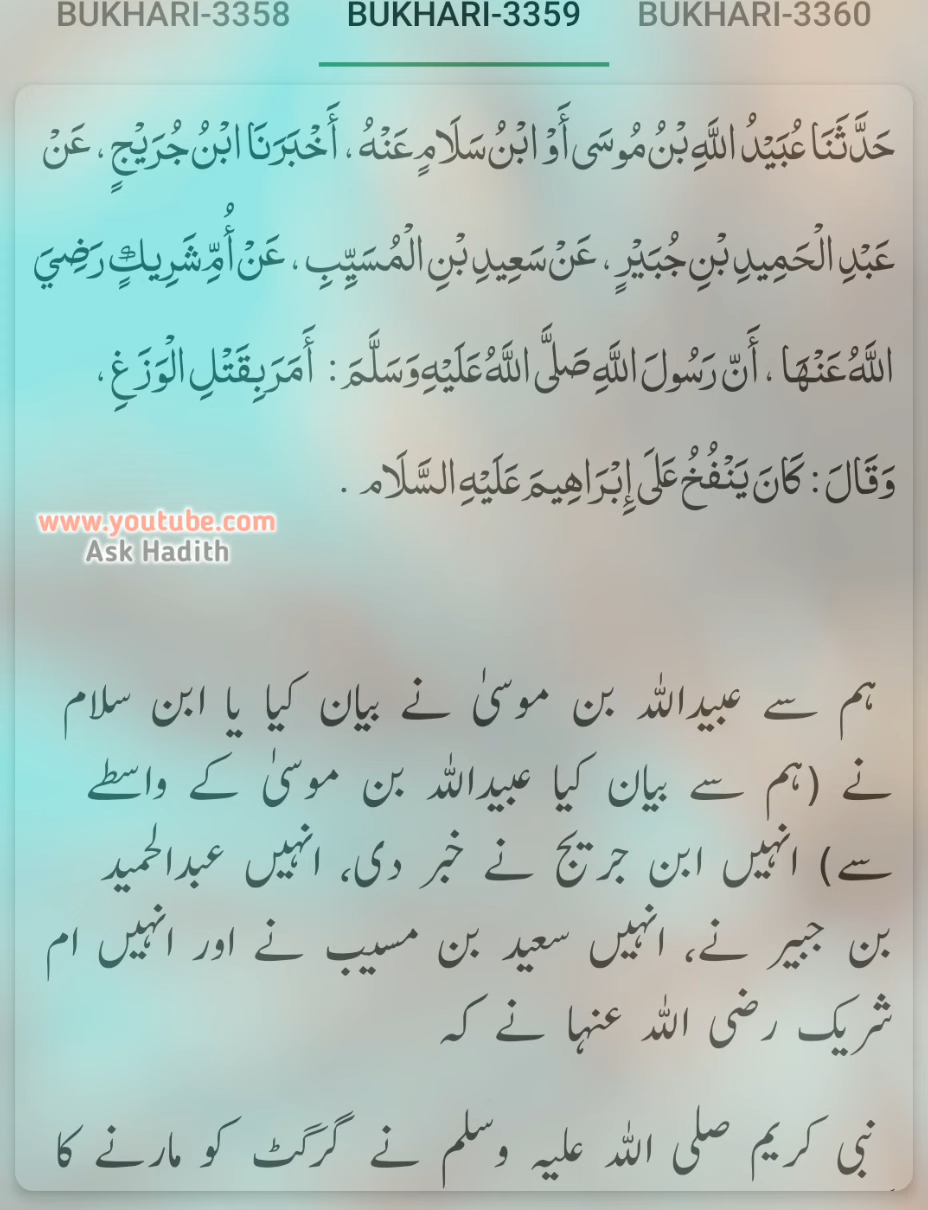 BUKHARI-3358 BUKHARI-3359 BUKHARI-3360
حَدَّثَنَا عُبَيْدُ اللَّهِ بْنُ مُوسَى أَوْ ابْنُ سَلَامٍ عَنْهُ ، أَخْبَرَنَا ابْنُ جُرَيْجٍ ، عَنْ
عَبْدِ الْحَمِيدِ بْنِ جُبَيْرٍ ، عَنْ سَعِيدِ بْنِ الْمُسَيِّبِ ، عَنْ أُمِّ شَرِيكٍ رَضِيَ
اللَّهُ عَنْهَا ، أَنّ رَسُولَ اللَّهِ صَلَّى اللَّهُ عَلَيْهِ وَسَلَّمَ : أَمَرَ بِقَتْلِ الْوَزَغِ ،
وَقَالَ : كَانَ يَنْفُخُ عَلَى إِبْرَاهِيمَ عَلَيْهِ السَّلَام .
www.youtube.com
Ask Hadith
ہم سے عبیداللہ بن موسیٰ نے بیان کیا یا ابن سلام
نے (ہم سے بیان کیا عبیداللہ بن موسیٰ کے واسطے
سے) انہیں ابن جریج نے خبر دی، انہیں عبدالحمید
بن جبیر نے، انہیں سعید بن مسیب نے اور انہیں ام
شریک رضی اللہ عنہا نے کہ
نبی کریم صلی اللہ علیہ وسلم نے گرگٹ کو مارنے کا